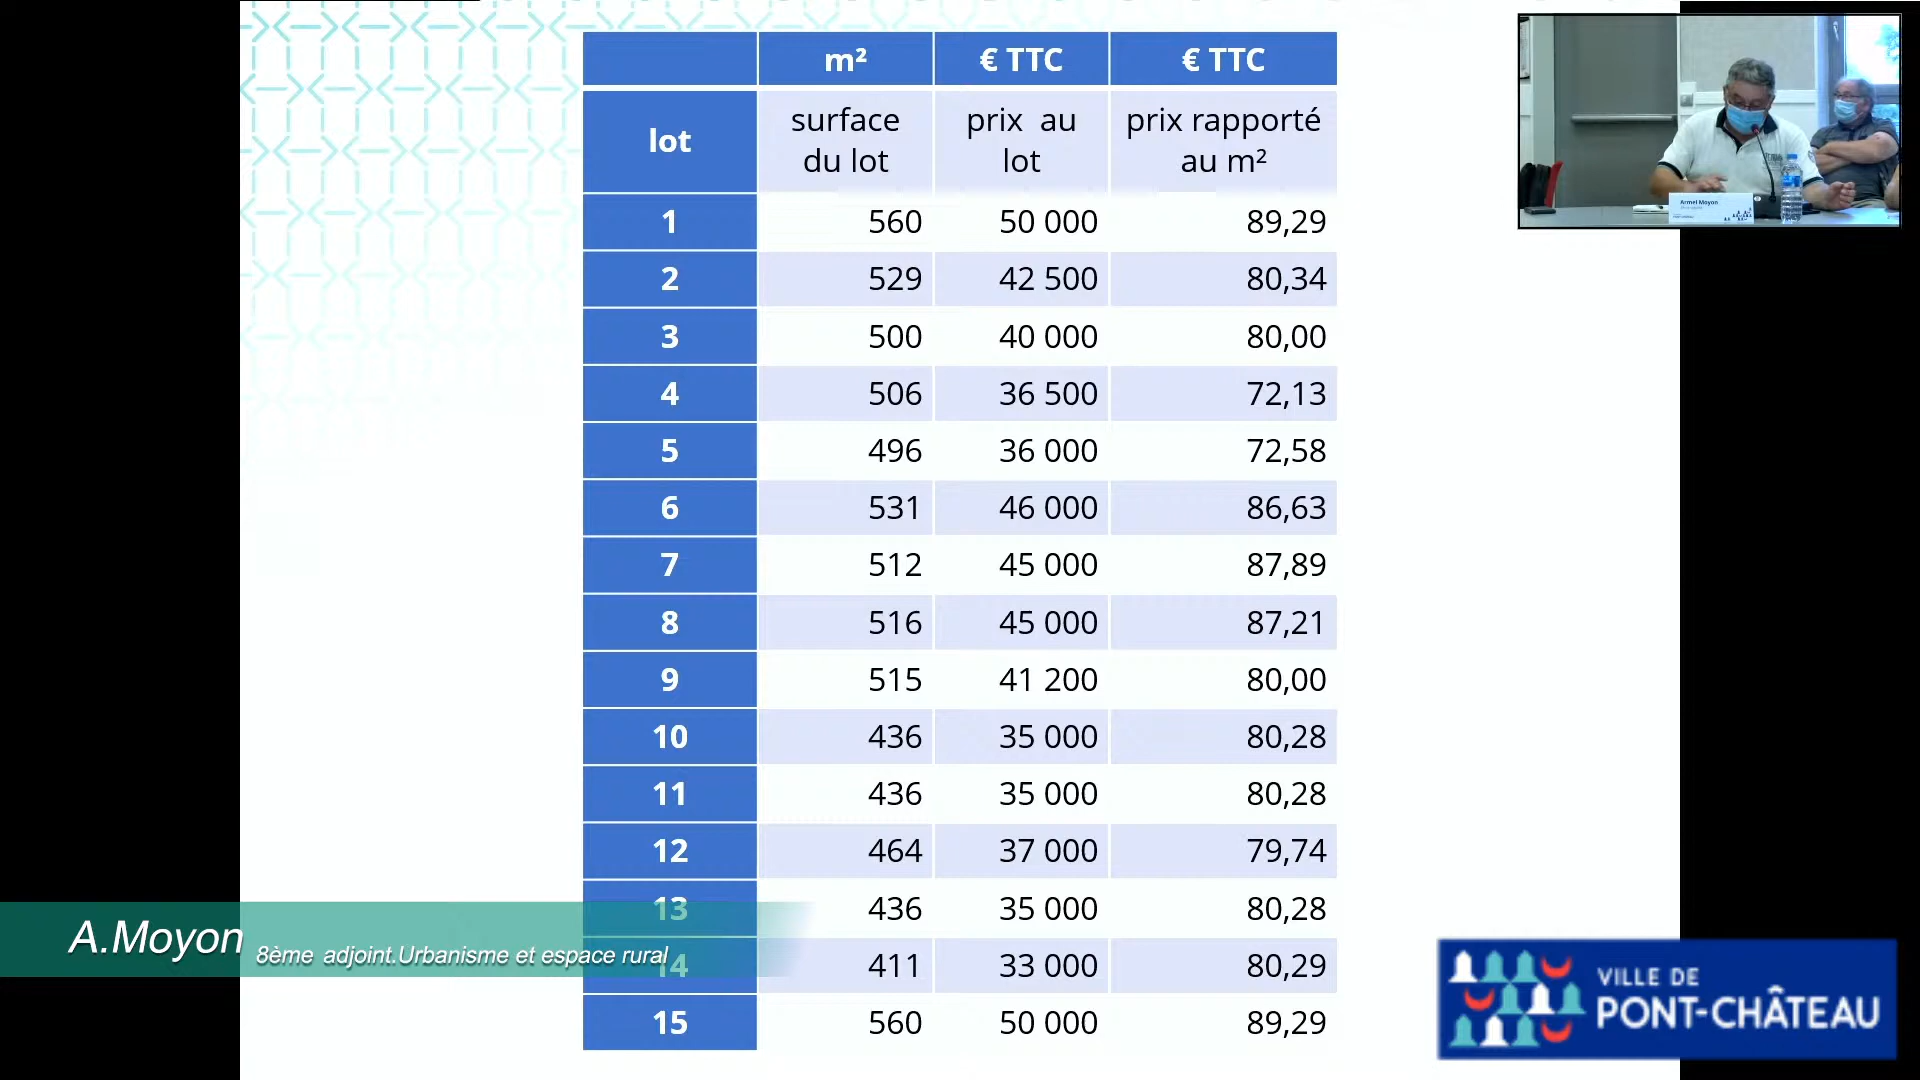 m² € TTC € TTC
lot surface du lot prix au lot prix rapporté au m²
1 560 50 000 89,29
2 529 42 500 80,34
3 500 40 000 80,00
4 506 36 500 72,13
5 496 36 000 72,58
6 531 46 000 86,63
7 512 45 000 87,89
8 516 45 000 87,21
9 515 41 200 80,00
10 436 35 000 80,28
11 436 35 000 80,28
12 464 37 000 79,74
13 436 35 000 80,28
14 411 33 000 80,29
15 560 50 000 89,29
Armel Moyon
A.Moyon 8ème adjoint.Urbanisme et espace rural
VILLE DE
PONT-CHÂTEAU